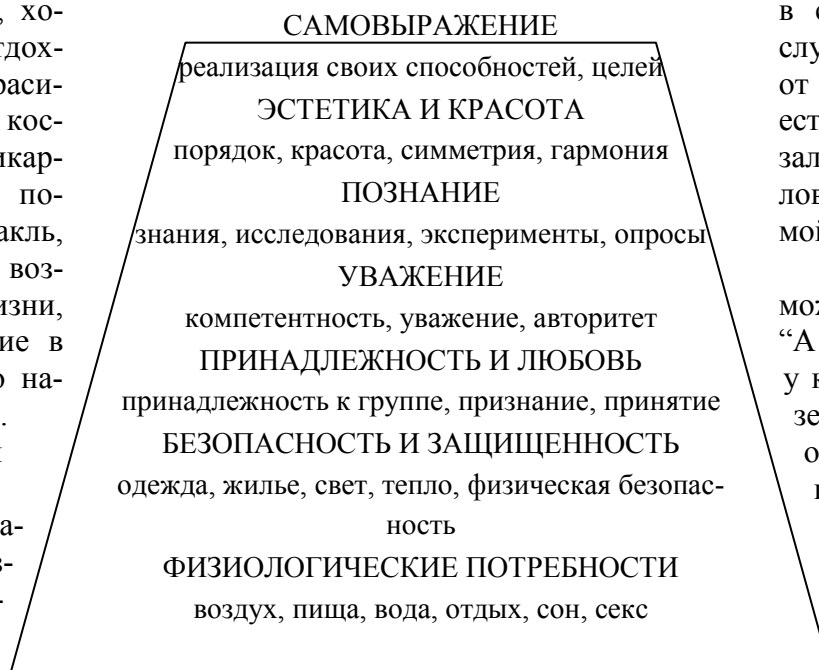 САМОВЫРАЖЕНИЕ
реализация своих способностей, целей
ЭСТЕТИКА И КРАСОТА
порядок, красота, симметрия, гармония
ПОЗНАНИЕ
знания, исследования, эксперименты, опросы
УВАЖЕНИЕ
компетентность, уважение, авторитет
ПРИНАДЛЕЖНОСТЬ И ЛЮБОВЬ
принадлежность к группе, признание, принятие
БЕЗОПАСНОСТЬ И ЗАЩИЩЕННОСТЬ
одежда, жилье, свет, тепло, физическая безопас-
ность
ФИЗИОЛОГИЧЕСКИЕ ПОТРЕБНОСТИ
воздух, пища, вода, отдых, сон, секс